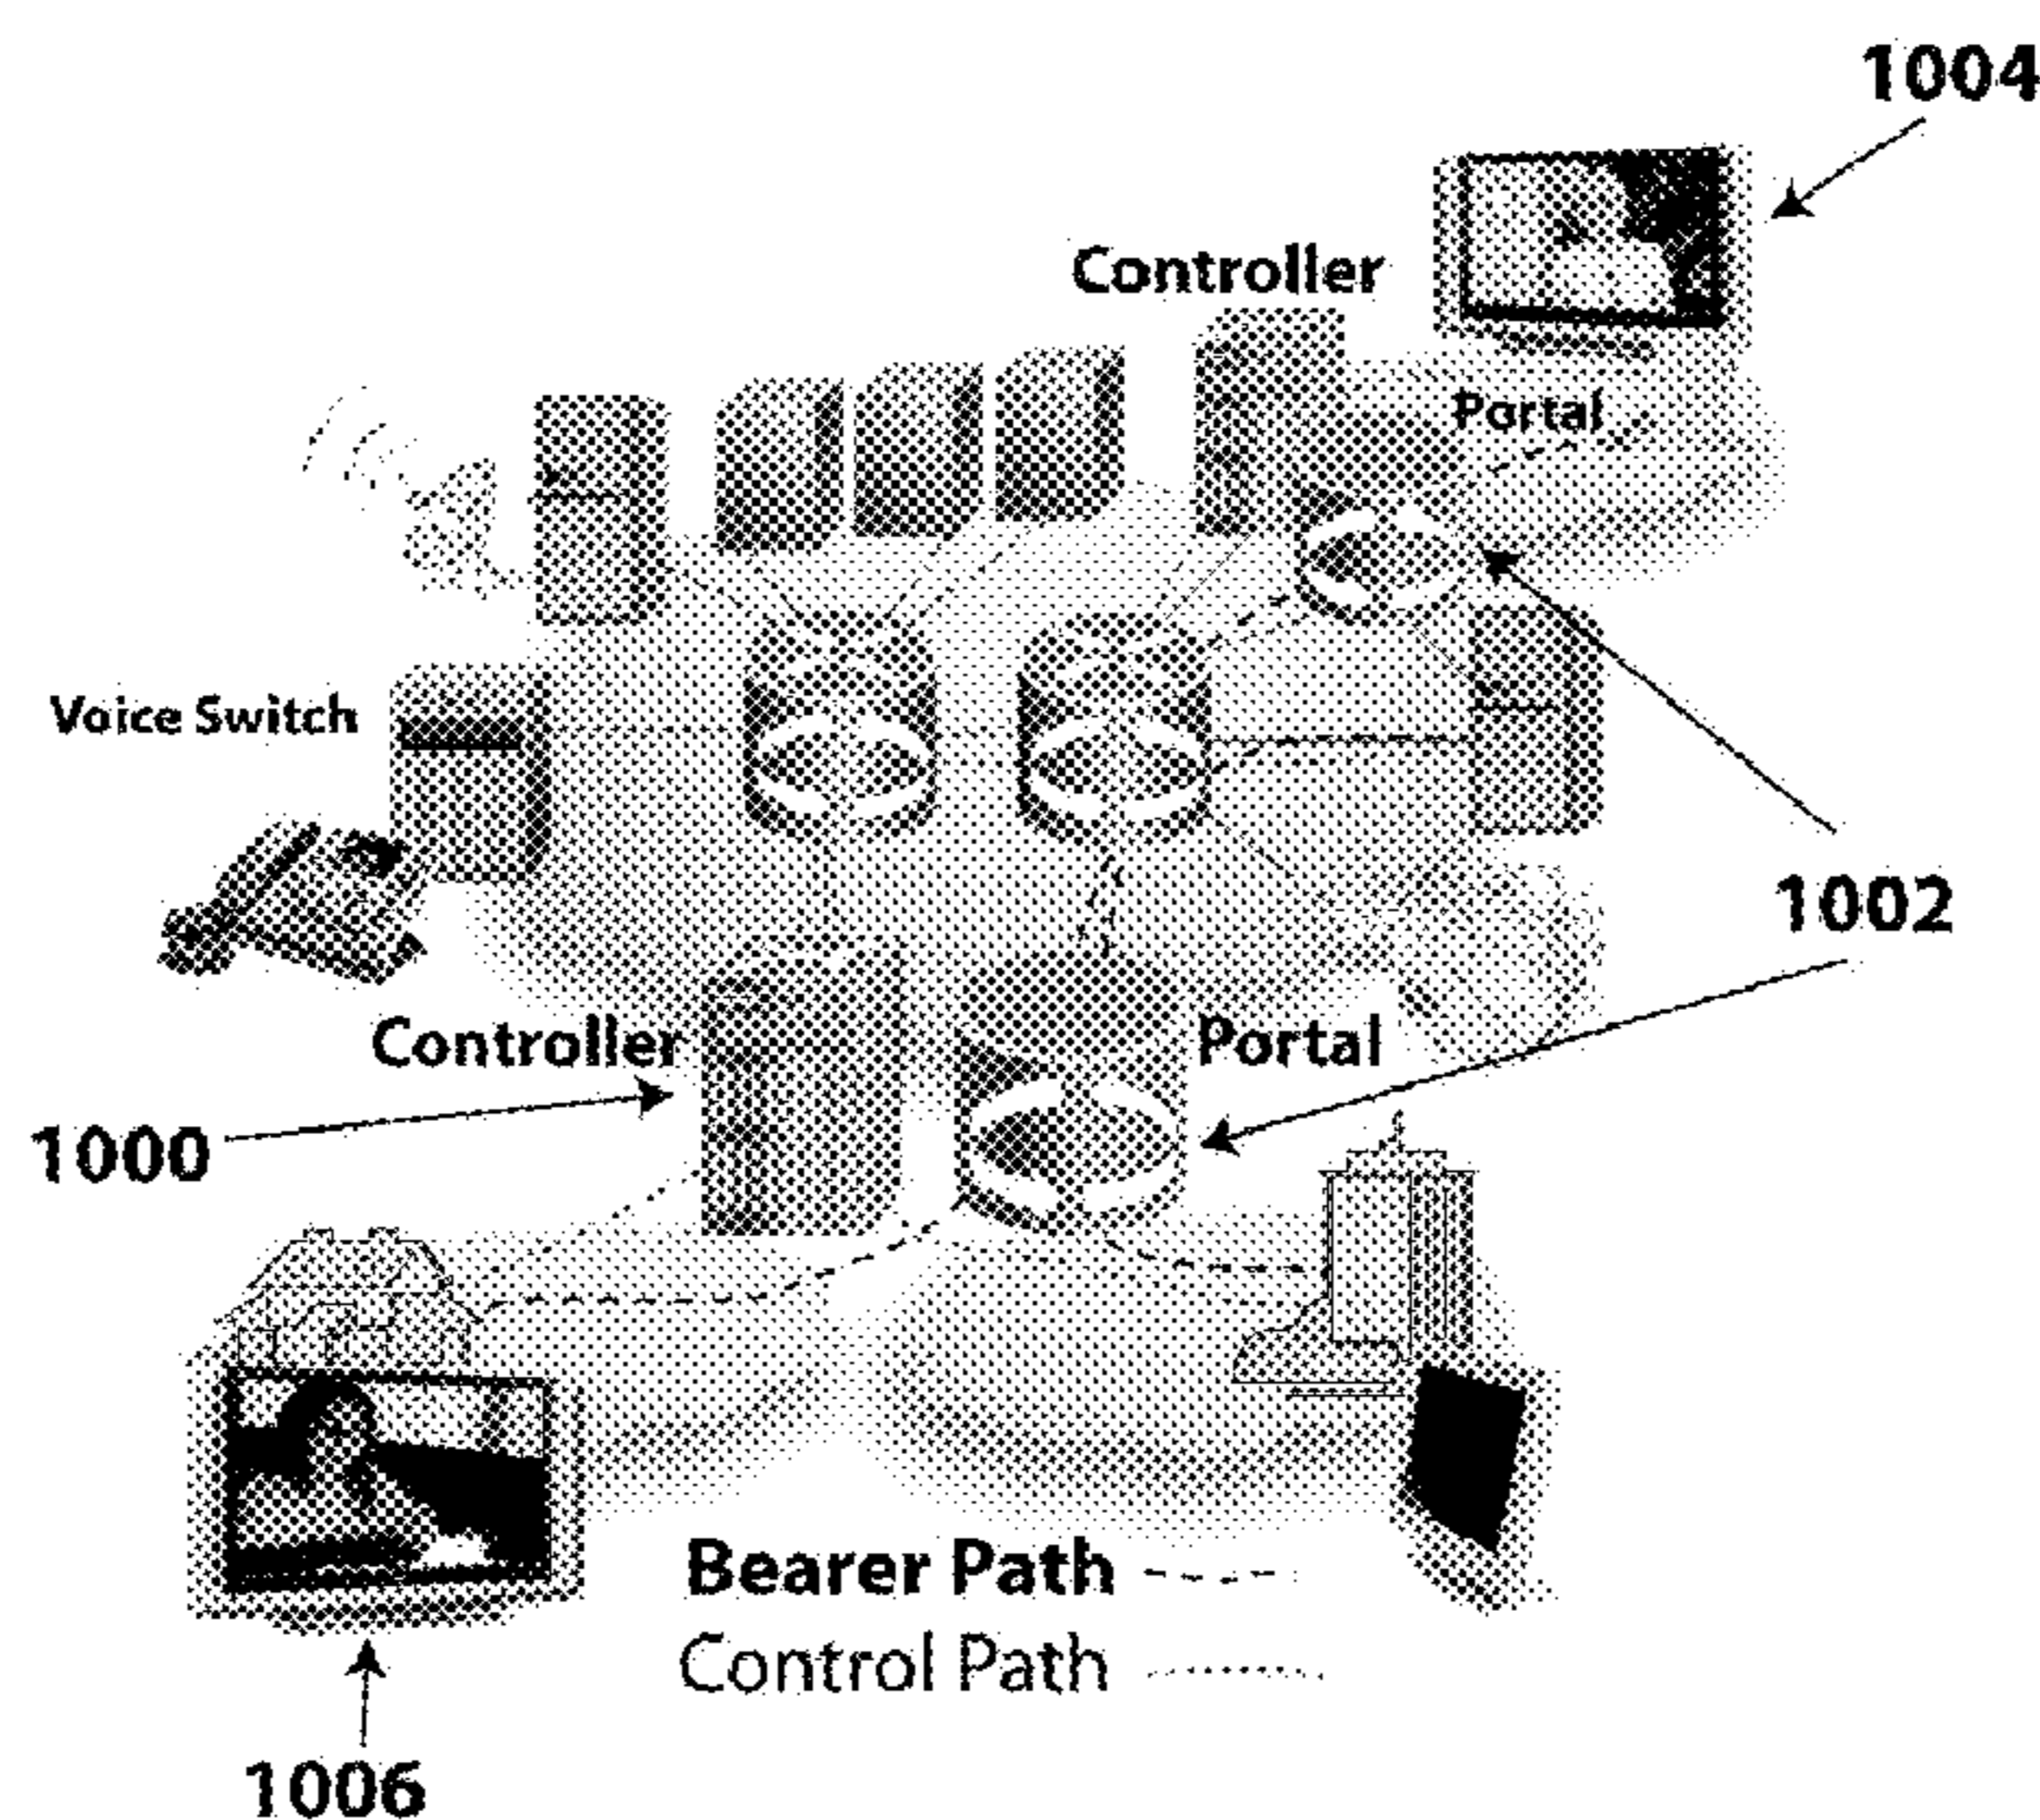 1004
Controller
Portal
Voice Switch
1002
Controller
Portal
1000
Bearer Path
Control Path
1006